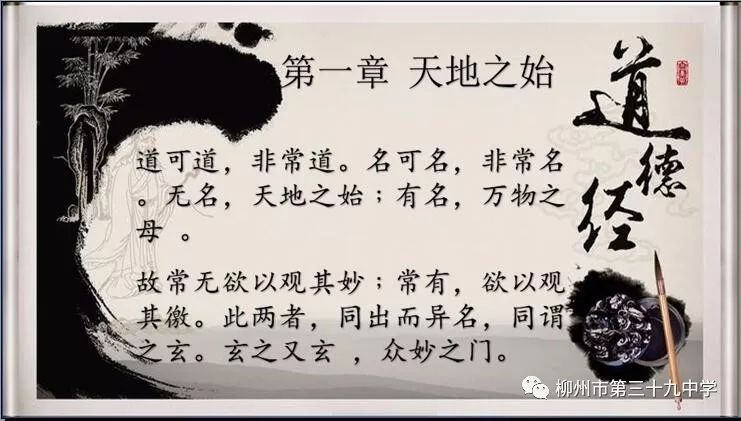 第一章 天地之始
道可道，非常道。名可名，非常名
。无名，天地之始；有名，万物之
母 。
故常无欲以观其妙；常有，欲以观
其徼。此两者，同出而异名，同谓
之玄。玄之又玄 ，众妙之门。
道德经
柳州市第三十九中学